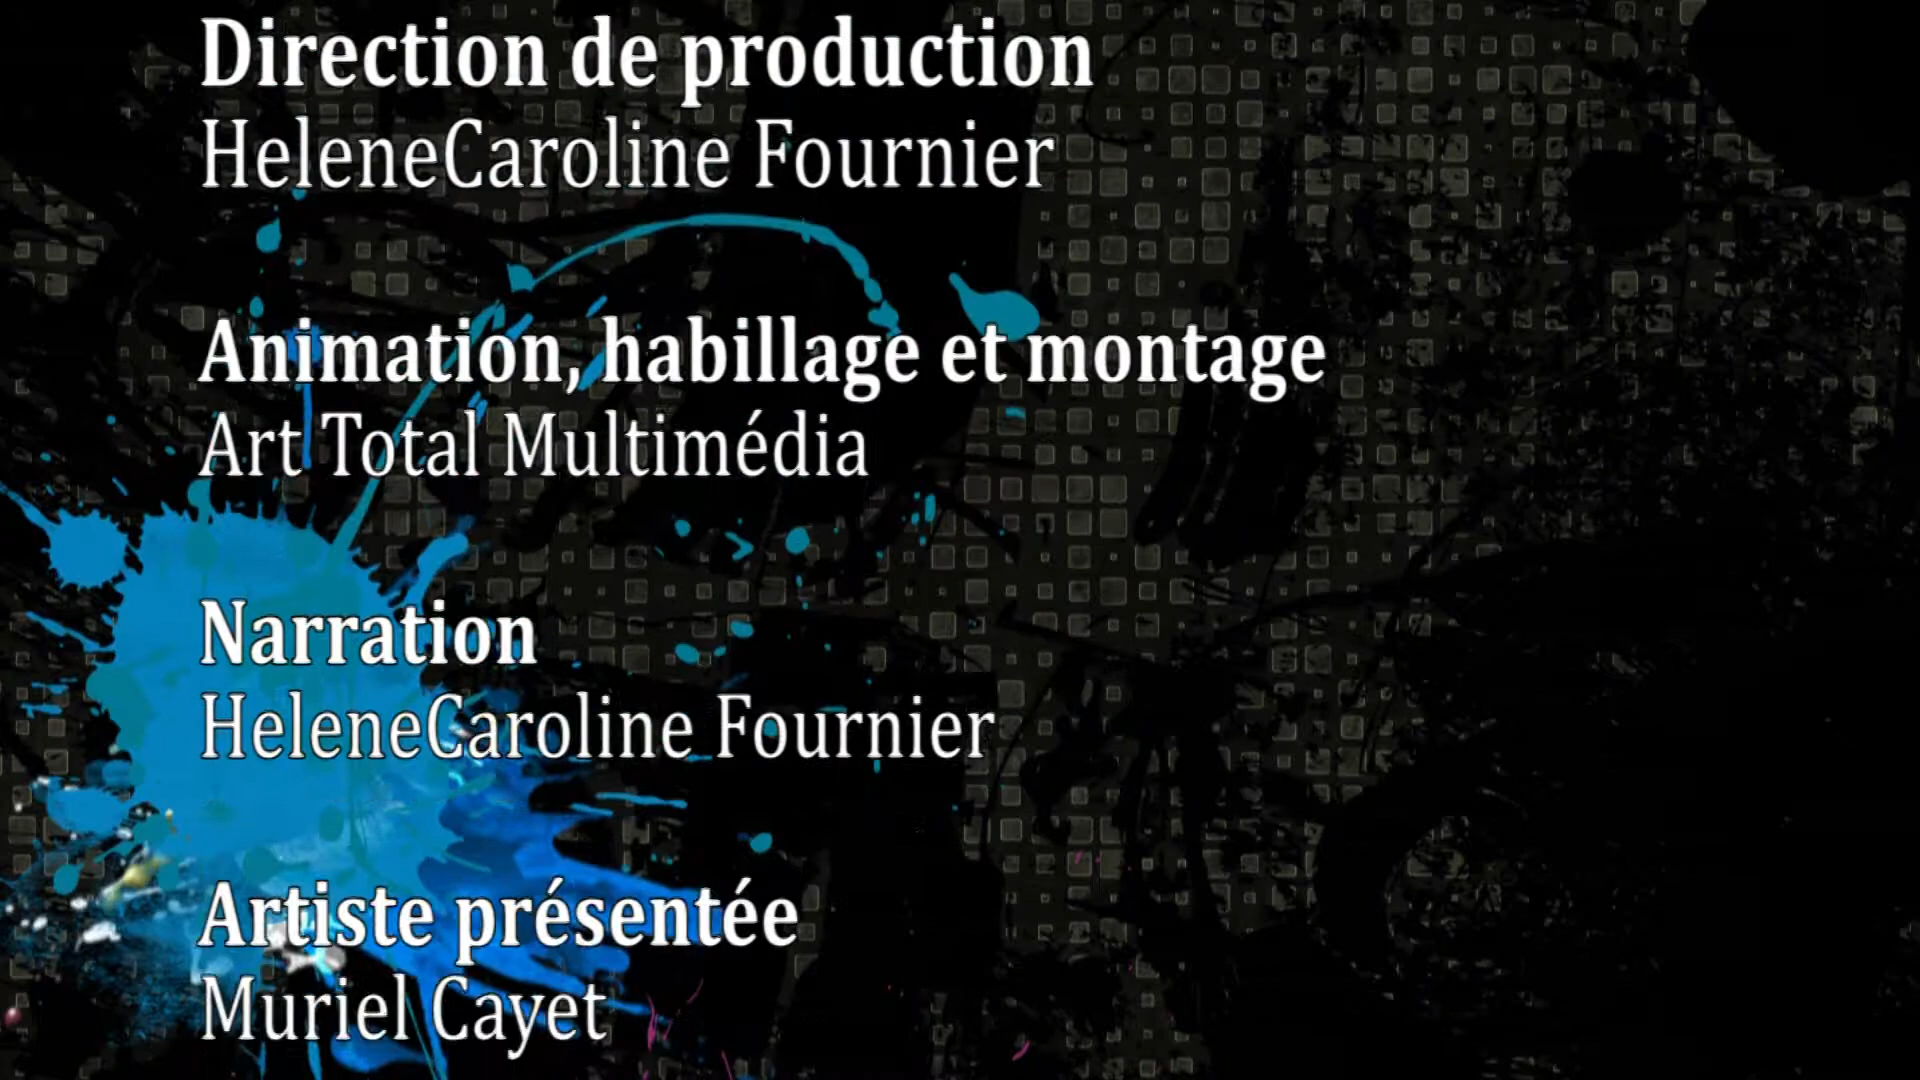 Direction de production
HeleneCaroline Fournier
Animation, habillage et montage
Art Total Multimédia
Narration
HeleneCaroline Fournier
Artiste présentée
Muriel Cayet